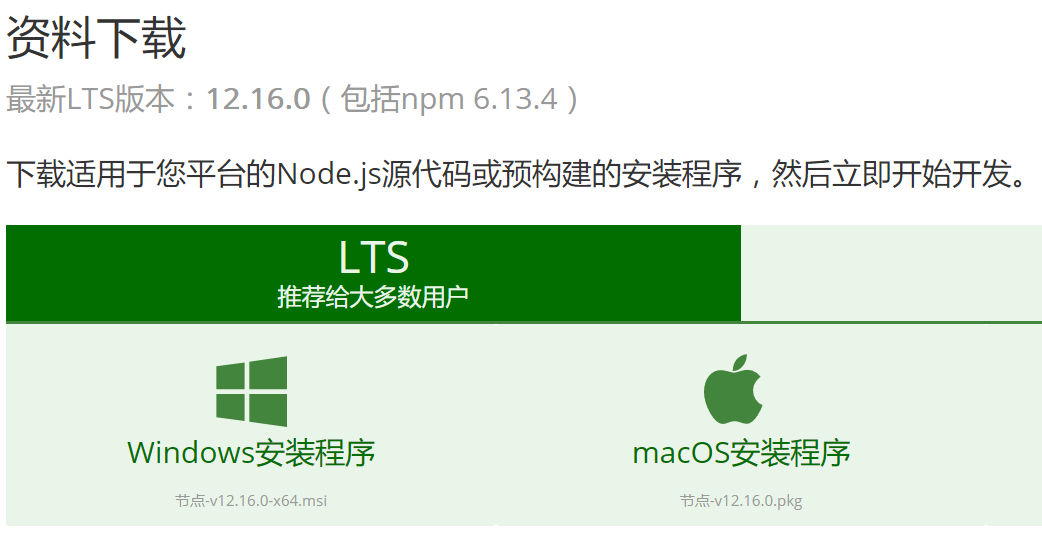 资料下载
最新LTS版本：12.16.0（包括npm 6.13.4）
下载适用于您平台的Node.js源代码或预构建的安装程序，然后立即开始开发。
LTS
推荐给大多数用户
Windows安装程序
macOS安装程序
节点-v12.16.0-x64.msi
节点-v12.16.0.pkg